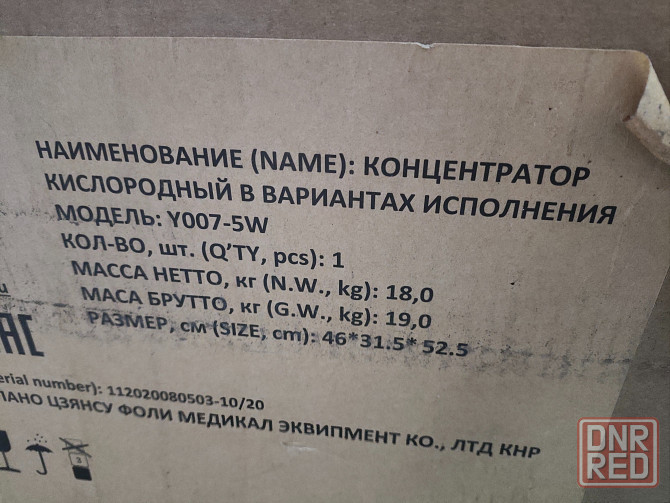 НАИМЕНОВАНИЕ (NAME): КОНЦЕНТРАТОР
КИСЛОРОДНЫЙ В ВАРИАНТАХ ИСПОЛНЕНИЯ
МОДЕЛЬ: Y007-5W
КОЛ-ВО, шт. (Q'TY, pcs): 1
МАССА НЕТТО, кг (N.W., kg): 18,0
МАСА БРУТТО, кг (G.W., kg): 19,0
РАЗМЕР, см (SIZE, cm): 46*31.5* 52.5
number): 112020080503-10/20
ЦЗЯНСУ ФОЛИ МЕДИКАЛ ЭКВИПМЕНТ КО., ЛТД КНР
3
DNR
RED